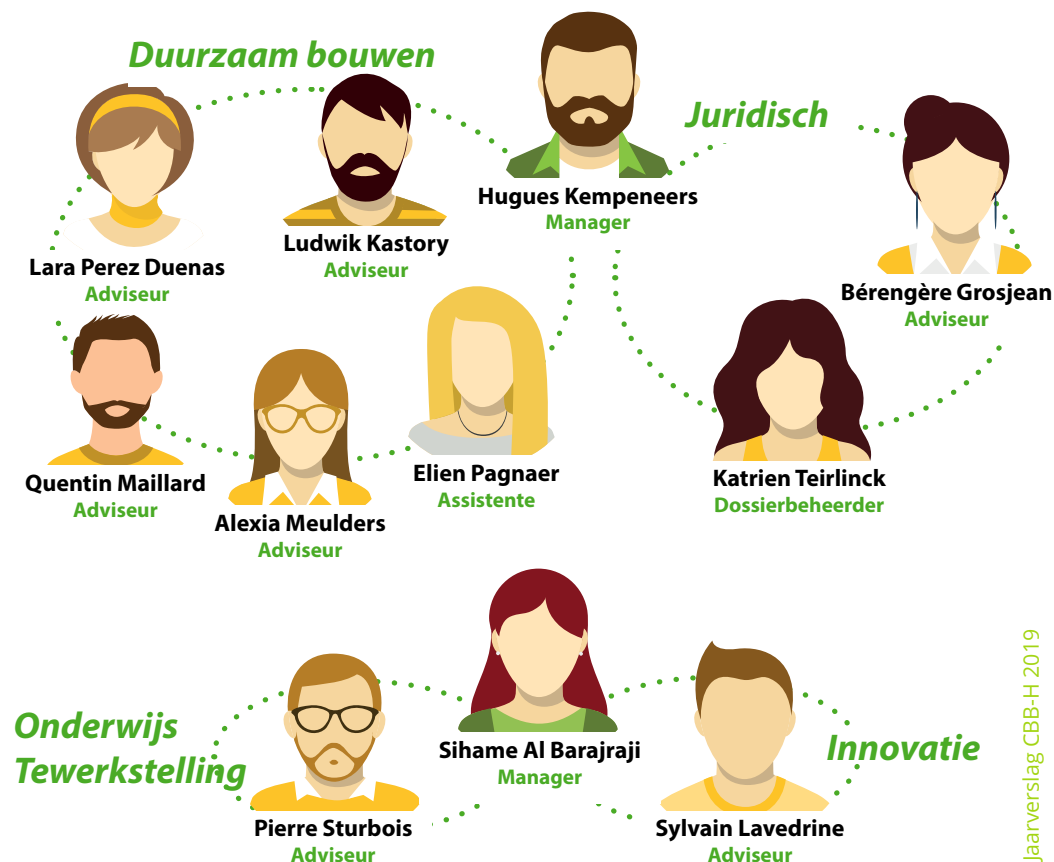 Duurzaam bouwen
Juridisch
Hugues Kempeneers
Manager
Ludwik Kastory
Adviseur
Lara Perez Duenas
Adviseur
Bérengère Grosjean
Adviseur
Quentin Maillard
Adviseur
Alexia Meulders
Adviseur
Elien Pagnaer
Assistente
Katrien Teirlinck
Dossierbeheerder
Onderwijs
Tewerkstelling
Sihame Al Barajraji
Manager
Innovatie
Pierre Sturbois
Adviseur
Sylvain Lavedrine
Adviseur
Jaarverslag CBB-H 2019